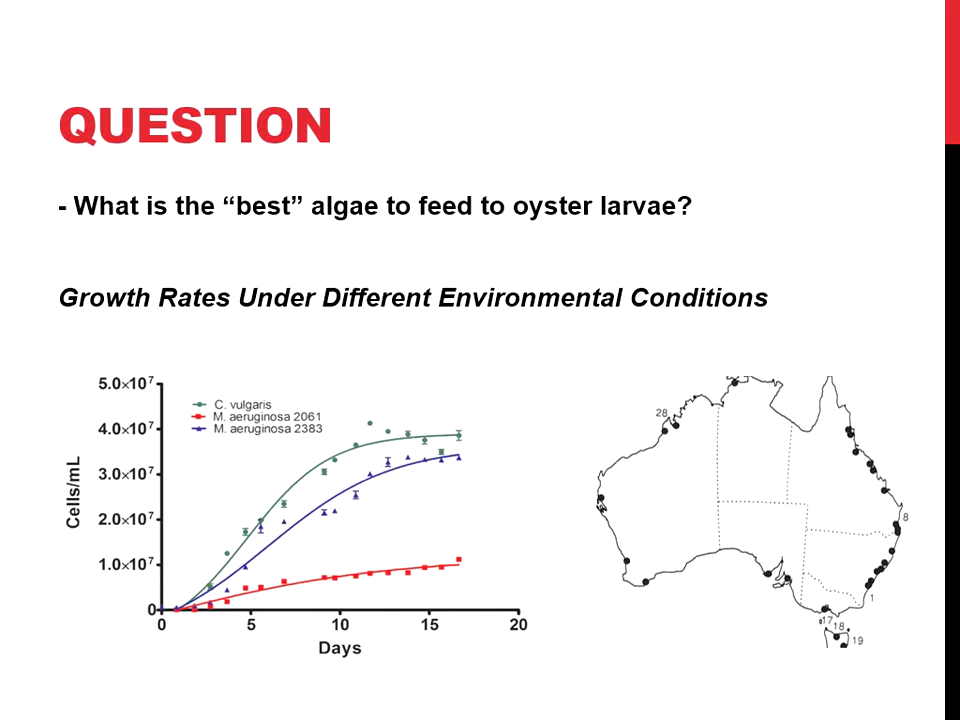 QUESTION
- What is the “best” algae to feed to oyster larvae?
Growth Rates Under Different Environmental Conditions
5.0×10⁷
4.0×10⁷
3.0×10⁷
2.0×10⁷
1.0×10⁷
0
Cells/mL
C. vulgaris
M. aeruginosa 2061
M. aeruginosa 2383
0 5 10 15 20
Days
28
8
1
17
18
19